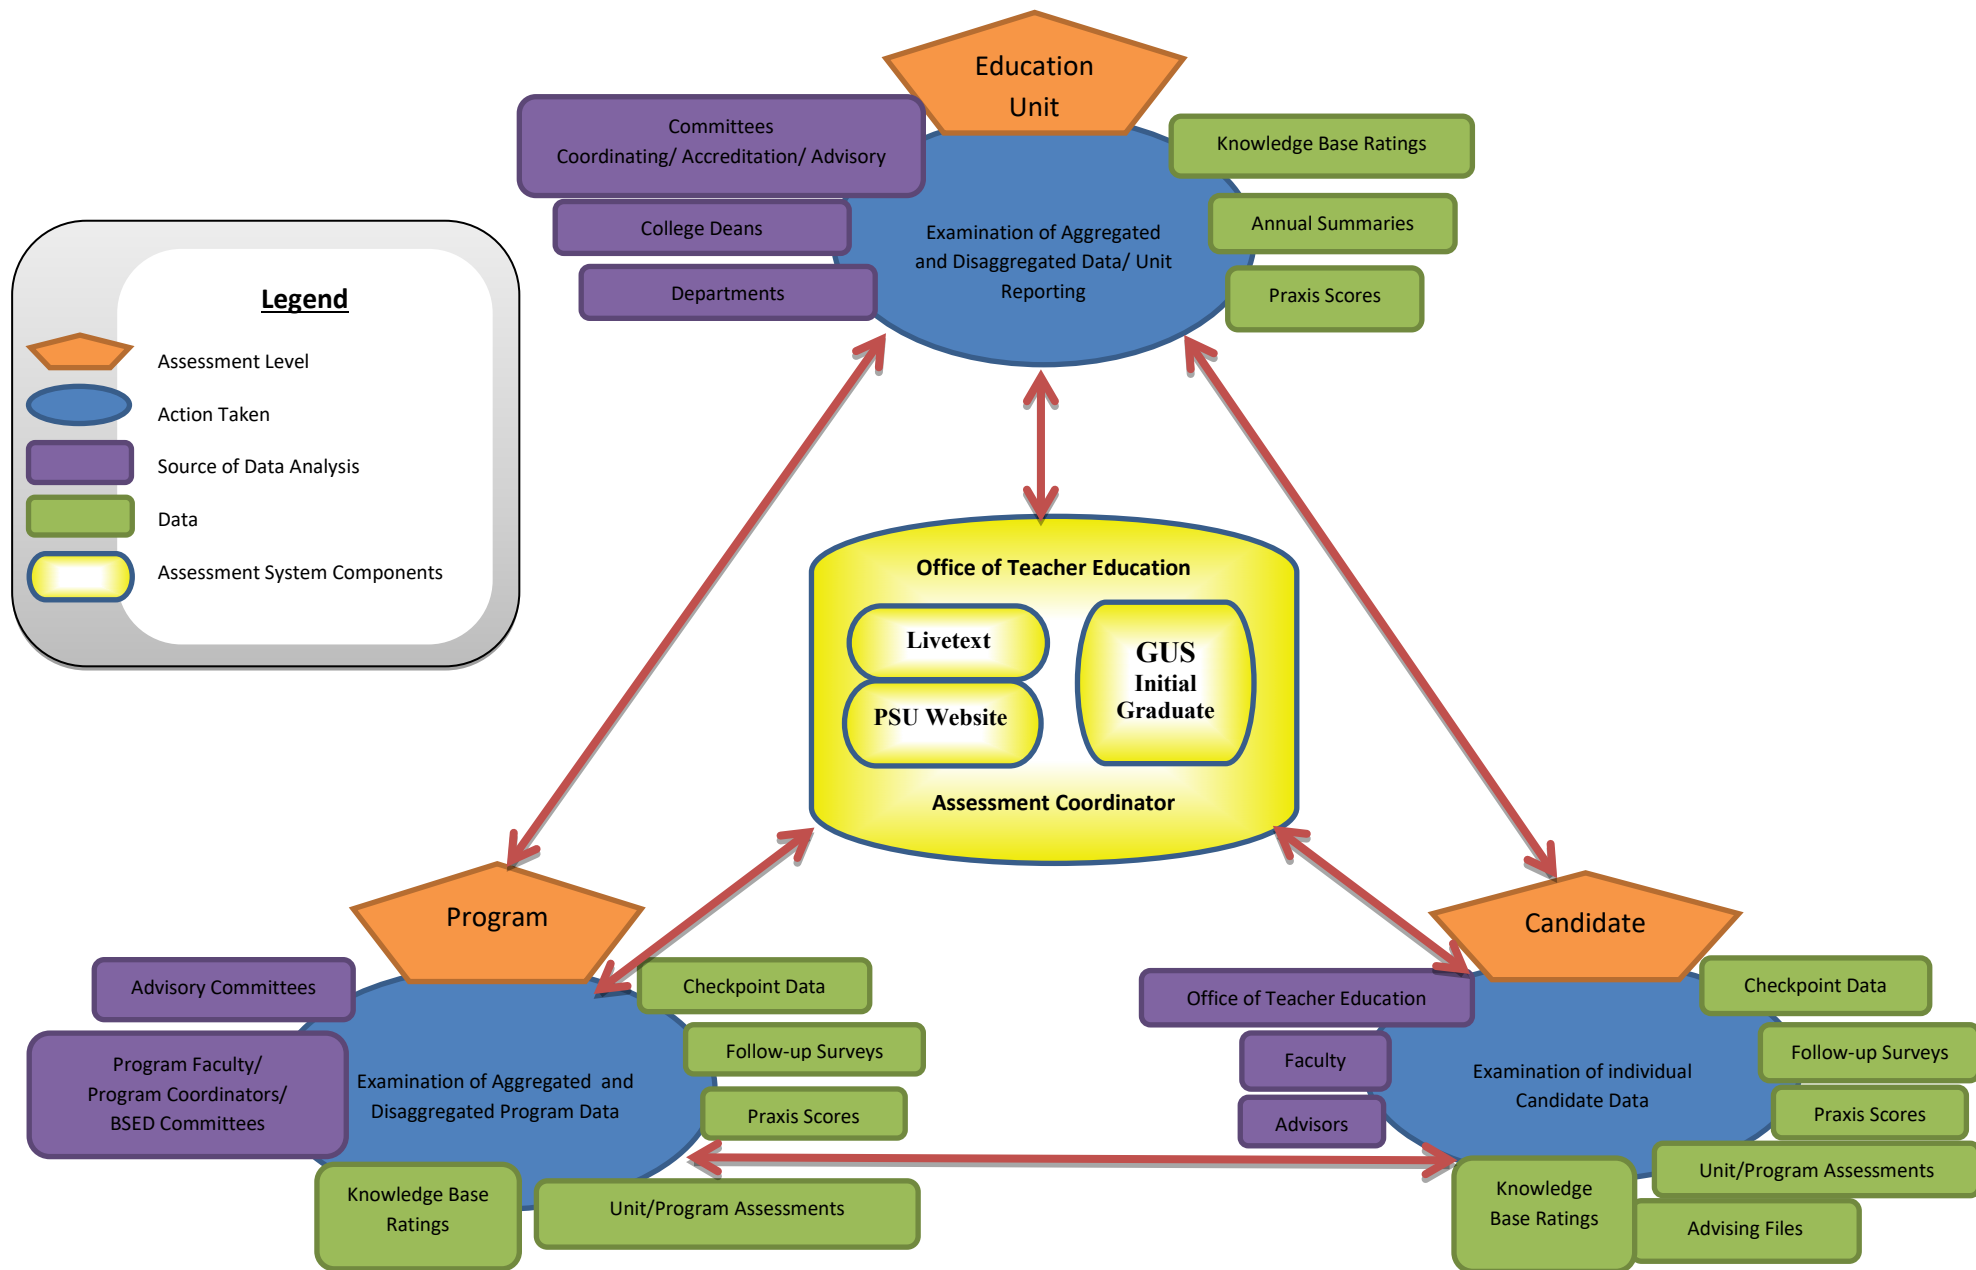 Education
Unit
Committees
Coordinating/ Accreditation/ Advisory
College Deans
Departments
Examination of Aggregated
and Disaggregated Data/ Unit
Reporting
Knowledge Base Ratings
Annual Summaries
Praxis Scores
Legend
Assessment Level
Action Taken
Source of Data Analysis
Data
Assessment System Components
Office of Teacher Education
Livetext
PSU Website
GUS
Initial
Graduate
Assessment Coordinator
Program
Advisory Committees
Program Faculty/
Program Coordinators/
BSED Committees
Examination of Aggregated  and
Disaggregated Program Data
Checkpoint Data
Follow-up Surveys
Praxis Scores
Knowledge Base
Ratings
Unit/Program Assessments
Candidate
Office of Teacher Education
Faculty
Advisors
Examination of individual
Candidate Data
Checkpoint Data
Follow-up Surveys
Praxis Scores
Unit/Program Assessments
Knowledge
Base Ratings
Advising Files